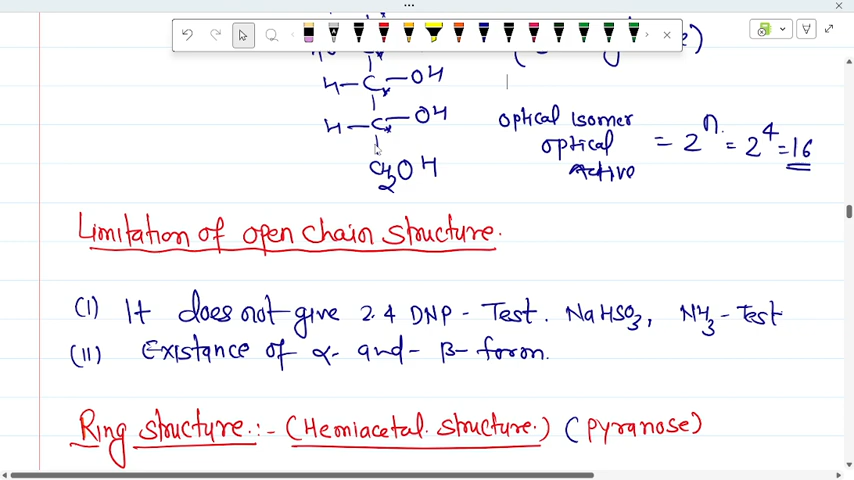 H-C*-OH
H-C*-OH
CH2OH
optical isomer
optical
Active
= 2^n = 2^4 = 16
Limitation of open chain structure.
(I) It does not give 2.4 DNP - Test. NaHSO3, NH3 - Test
(II) Existance of α- and - β- form.
Ring structure :- (Hemiacetal structure.) (Pyranose)